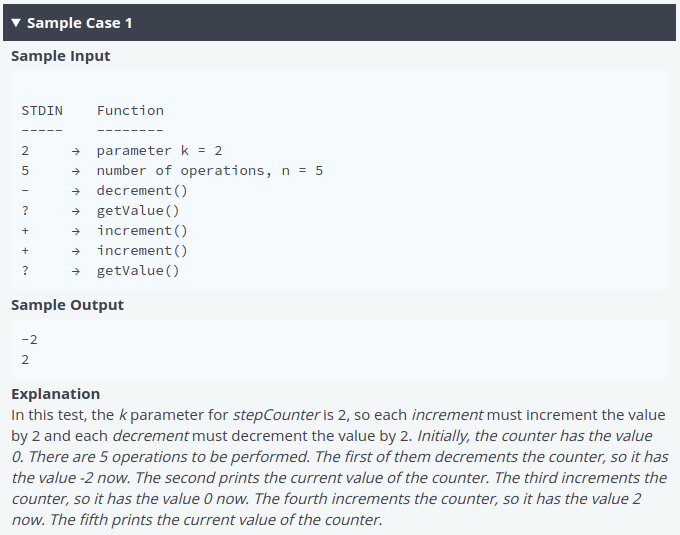 ▼ Sample Case 1
Sample Input
STDIN    Function
-----    --------
2     →  parameter k = 2
5     →  number of operations, n = 5
-     →  decrement()
?     →  getValue()
+     →  increment()
+     →  increment()
?     →  getValue()
Sample Output
-2
2
Explanation
In this test, the k parameter for stepCounter is 2, so each increment must increment the value
by 2 and each decrement must decrement the value by 2. Initially, the counter has the value
0. There are 5 operations to be performed. The first of them decrements the counter, so it has
the value -2 now. The second prints the current value of the counter. The third increments the
counter, so it has the value 0 now. The fourth increments the counter, so it has the value 2
now. The fifth prints the current value of the counter.